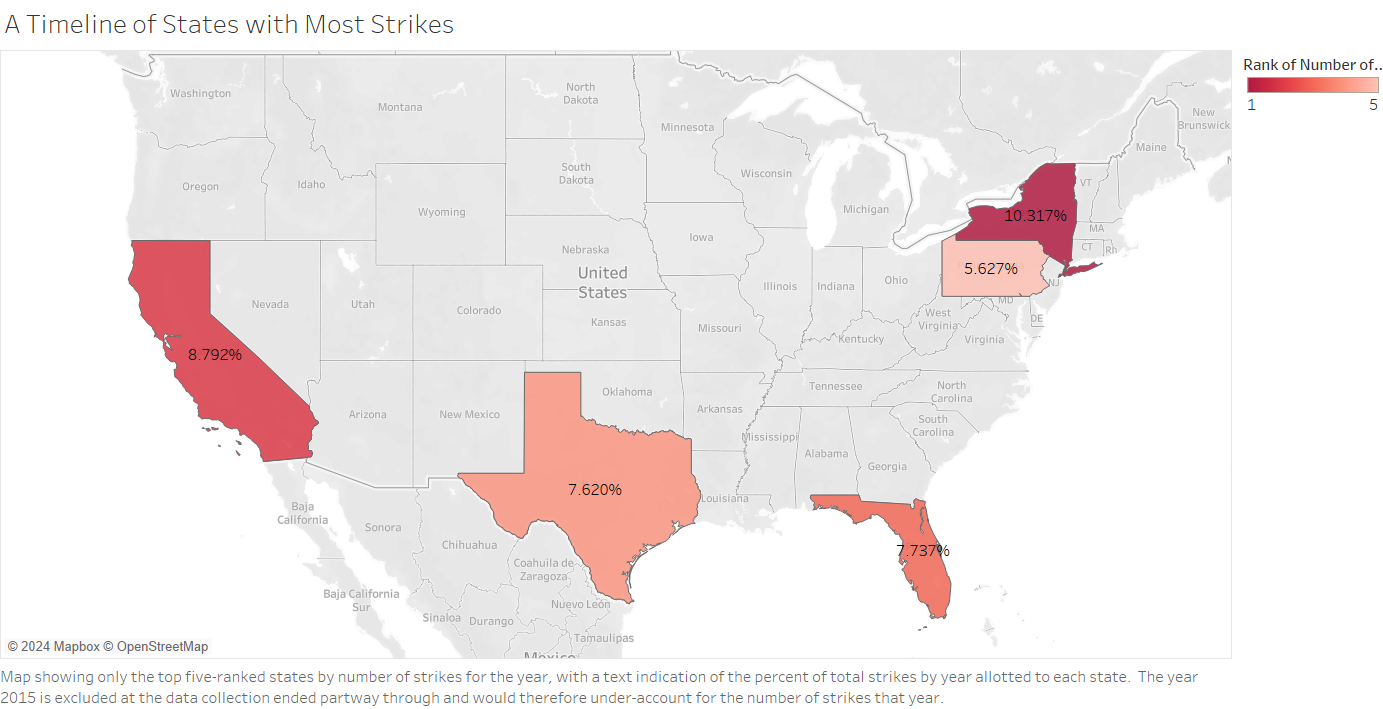 A Timeline of States with Most Strikes
Rank of Number of..
1 5
Washington
Montana
North
Dakota
Minnesota
New
Brunswick
Maine
Oregon
Idaho
South
Dakota
Wisconsin
VT
Wyoming
Michigan
10.317%
MA
Iowa
CT
Nebraska
United
States
5.627%
Nevada
Utah
Colorado
Illinois
Indiana
Ohio
NJ
MD
Kansas
Missouri
West
Virginia
DE
Virginia
Kentucky
8.792%
Oklahoma
Tennessee
North
Carolina
Arizona
New Mexico
Arkansas
South
Carolina
Mississippi
Alabama
Georgia
7.620%
Louisiana
Baja
California
Sonora
Chihuahua
7.737%
Coahuila de
Zaragoza
Baja California
Sur
Nuevo León
Sinaloa
Durango
Tamaulipas
© 2024 Mapbox © OpenStreetMap
Map showing only the top five-ranked states by number of strikes for the year, with a text indication of the percent of total strikes by year allotted to each state. The year
2015 is excluded at the data collection ended partway through and would therefore under-account for the number of strikes that year.